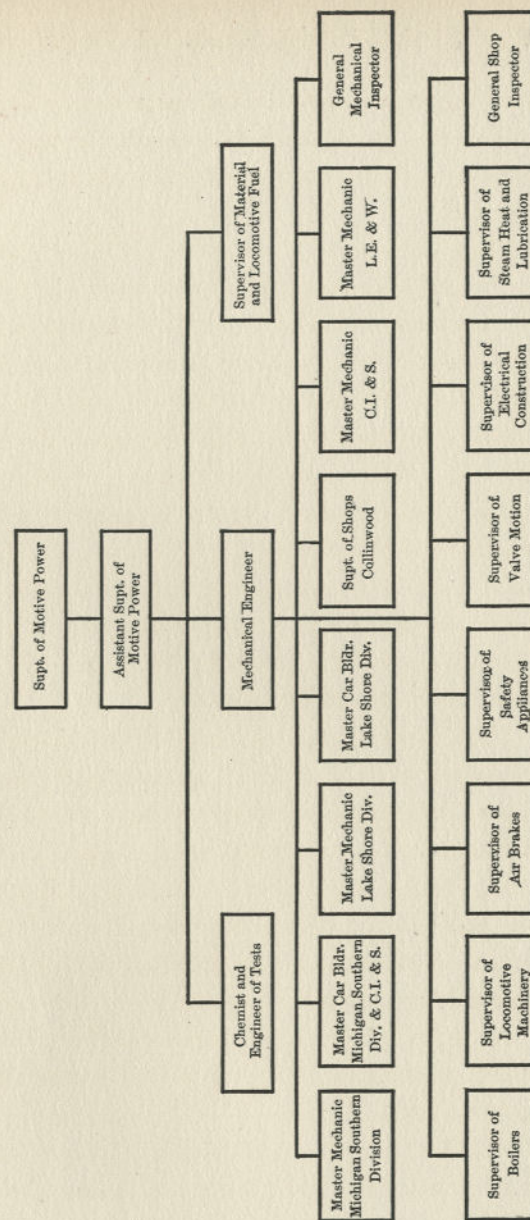 Supt. of Motive Power
Assistant Supt. of
Motive Power
Chemist and
Engineer of Tests
Mechanical Engineer
Supervisor of Material
and Locomotive Fuel
Master Mechanic
Michigan Southern
Division
Master Car Bldr.
Michigan Southern
Div. & C.I. & S.
Master Mechanic
Lake Shore Div.
Master Car Bldr.
Lake Shore Div.
Supt. of Shops
Collinwood
Master Mechanic
C.I. & S.
Master Mechanic
L.E. & W.
General
Mechanical
Inspector
Supervisor of
Boilers
Supervisor of
Locomotive
Machinery
Supervisor of
Air Brakes
Supervisor of
Safety
Appliances
Supervisor of
Valve Motion
Supervisor of
Electrical
Construction
Supervisor of
Steam Heat and
Lubrication
General Shop
Inspector